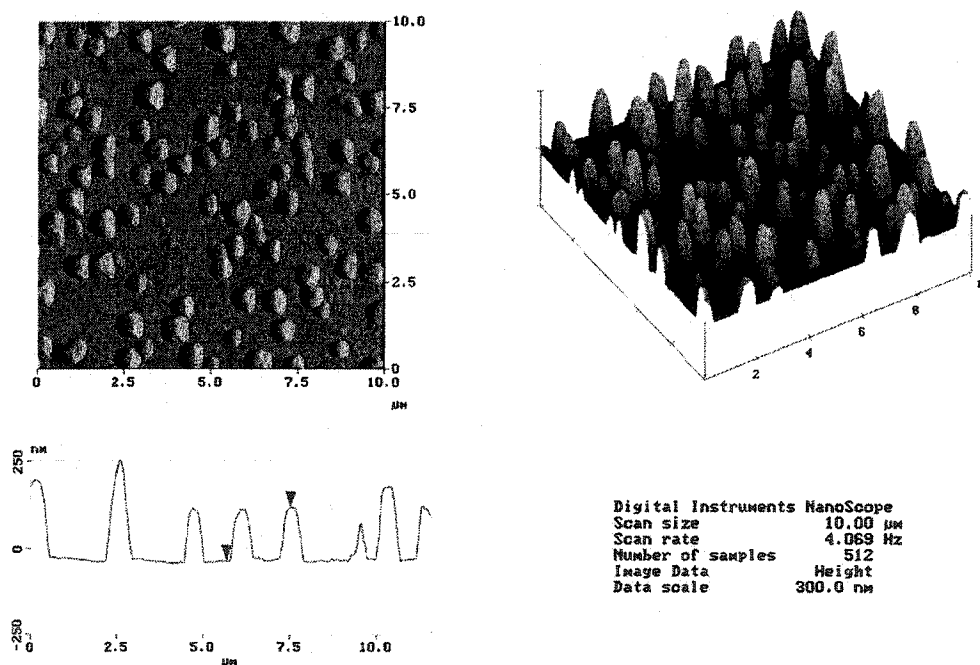 10.0
7.5
5.0
2.5
0
0 2.5 5.0 7.5 10.0
μm
2 4 6 8
nm
250
0
-250
0 2.5 5.0 7.5 10.0
μm
Digital Instruments NanoScope
Scan size 10.00 μm
Scan rate 4.069 Hz
Number of samples 512
Image Data Height
Data scale 300.0 nm